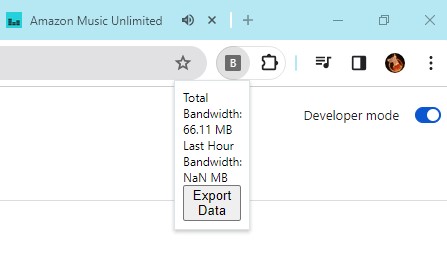 Amazon Music Unlimited
B
Total
Bandwidth:
66.11 MB
Last Hour
Bandwidth:
NaN MB
Export
Data
Developer mode